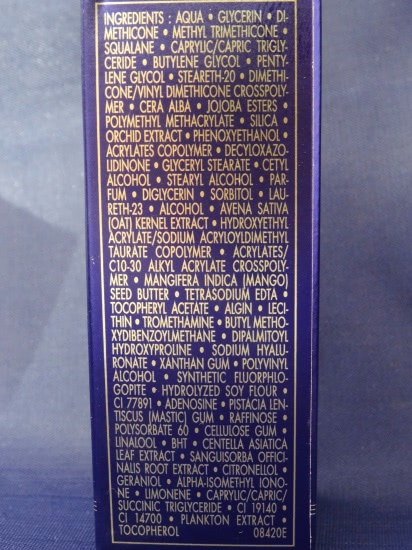 INGREDIENTS : AQUA • GLYCERIN • DI-
METHICONE • METHYL TRIMETHICONE •
SQUALANE • CAPRYLIC/CAPRIC TRIGLY-
CERIDE • BUTYLENE GLYCOL • PENTY-
LENE GLYCOL • STEARETH-20 • DIMETHI-
CONE/VINYL DIMETHICONE CROSSPOLY-
MER • CERA ALBA • JOJOBA ESTERS •
POLYMETHYL METHACRYLATE • SILICA •
ORCHID EXTRACT • PHENOXYETHANOL •
ACRYLATES COPOLYMER • DECYLOXAZO-
LIDINONE • GLYCERYL STEARATE • CETYL
ALCOHOL • STEARYL ALCOHOL • PAR-
FUM • DIGLYCERIN • SORBITOL • LAU-
RETH-23 • ALCOHOL • AVENA SATIVA
(OAT) KERNEL EXTRACT • HYDROXYETHYL
ACRYLATE/SODIUM ACRYLOYLDIMETHYL
TAURATE COPOLYMER • ACRYLATES/
C10-30 ALKYL ACRYLATE CROSSPOLY-
MER • MANGIFERA INDICA (MANGO)
SEED BUTTER • TETRASODIUM EDTA •
TOCOPHERYL ACETATE • ALGIN • LECI-
THIN • TROMETHAMINE • BUTYL METHO-
XYDIBENZOYLMETHANE • DIPALMITOYL
HYDROXYPROLINE • SODIUM HYALU-
RONATE • XANTHAN GUM • POLYVINYL
ALCOHOL • SYNTHETIC FLUORPHLO-
GOPITE • HYDROLYZED SOY FLOUR •
CI 77891 • ADENOSINE • PISTACIA LEN-
TISCUS (MASTIC) GUM • RAFFINOSE •
POLYSORBATE 60 • CELLULOSE GUM •
LINALOOL • BHT • CENTELLA ASIATICA
LEAF EXTRACT • SANGUISORBA OFFICI-
NALIS ROOT EXTRACT • CITRONELLOL •
GERANIOL • ALPHA-ISOMETHYL IONO-
NE • LIMONENE • CAPRYLIC/CAPRIC/
SUCCINIC TRIGLYCERIDE • CI 19140 •
CI 14700 • PLANKTON EXTRACT •
TOCOPHEROL 08420E